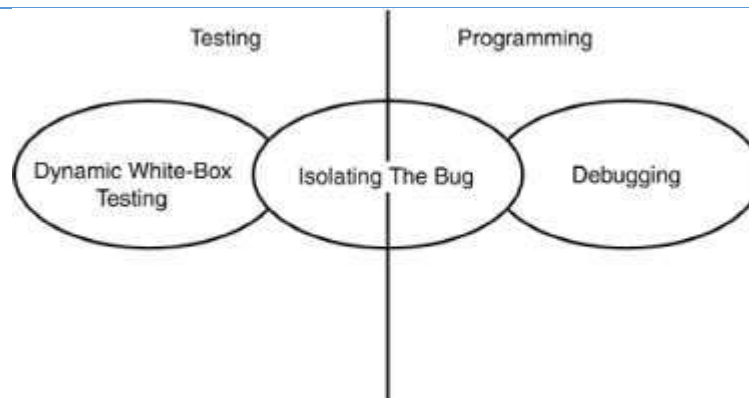 Testing
Programming
Dynamic White-Box
Testing
Isolating The Bug
Debugging